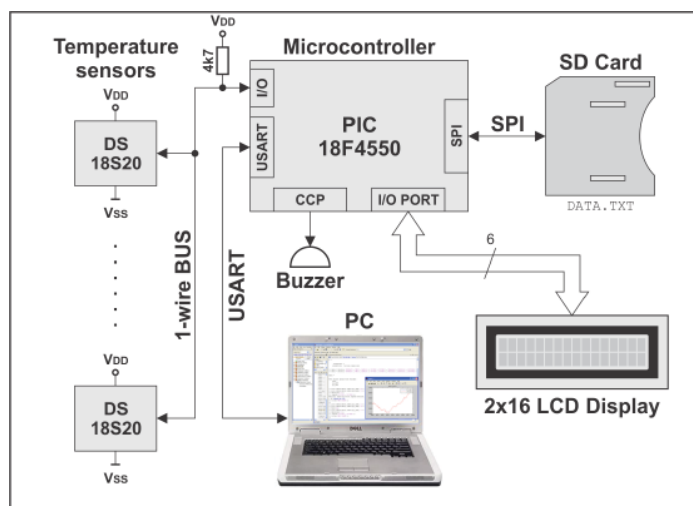 Temperature
sensors
VDD
DS
18S20
VSS
VDD
DS
18S20
VSS
1-wire BUS
USART
VDD
4k7
Microcontroller
I/O
USART
PIC
18F4550
SPI
CCP
I/O PORT
Buzzer
SPI
SD Card
DATA.TXT
6
2x16 LCD Display
PC
DELL